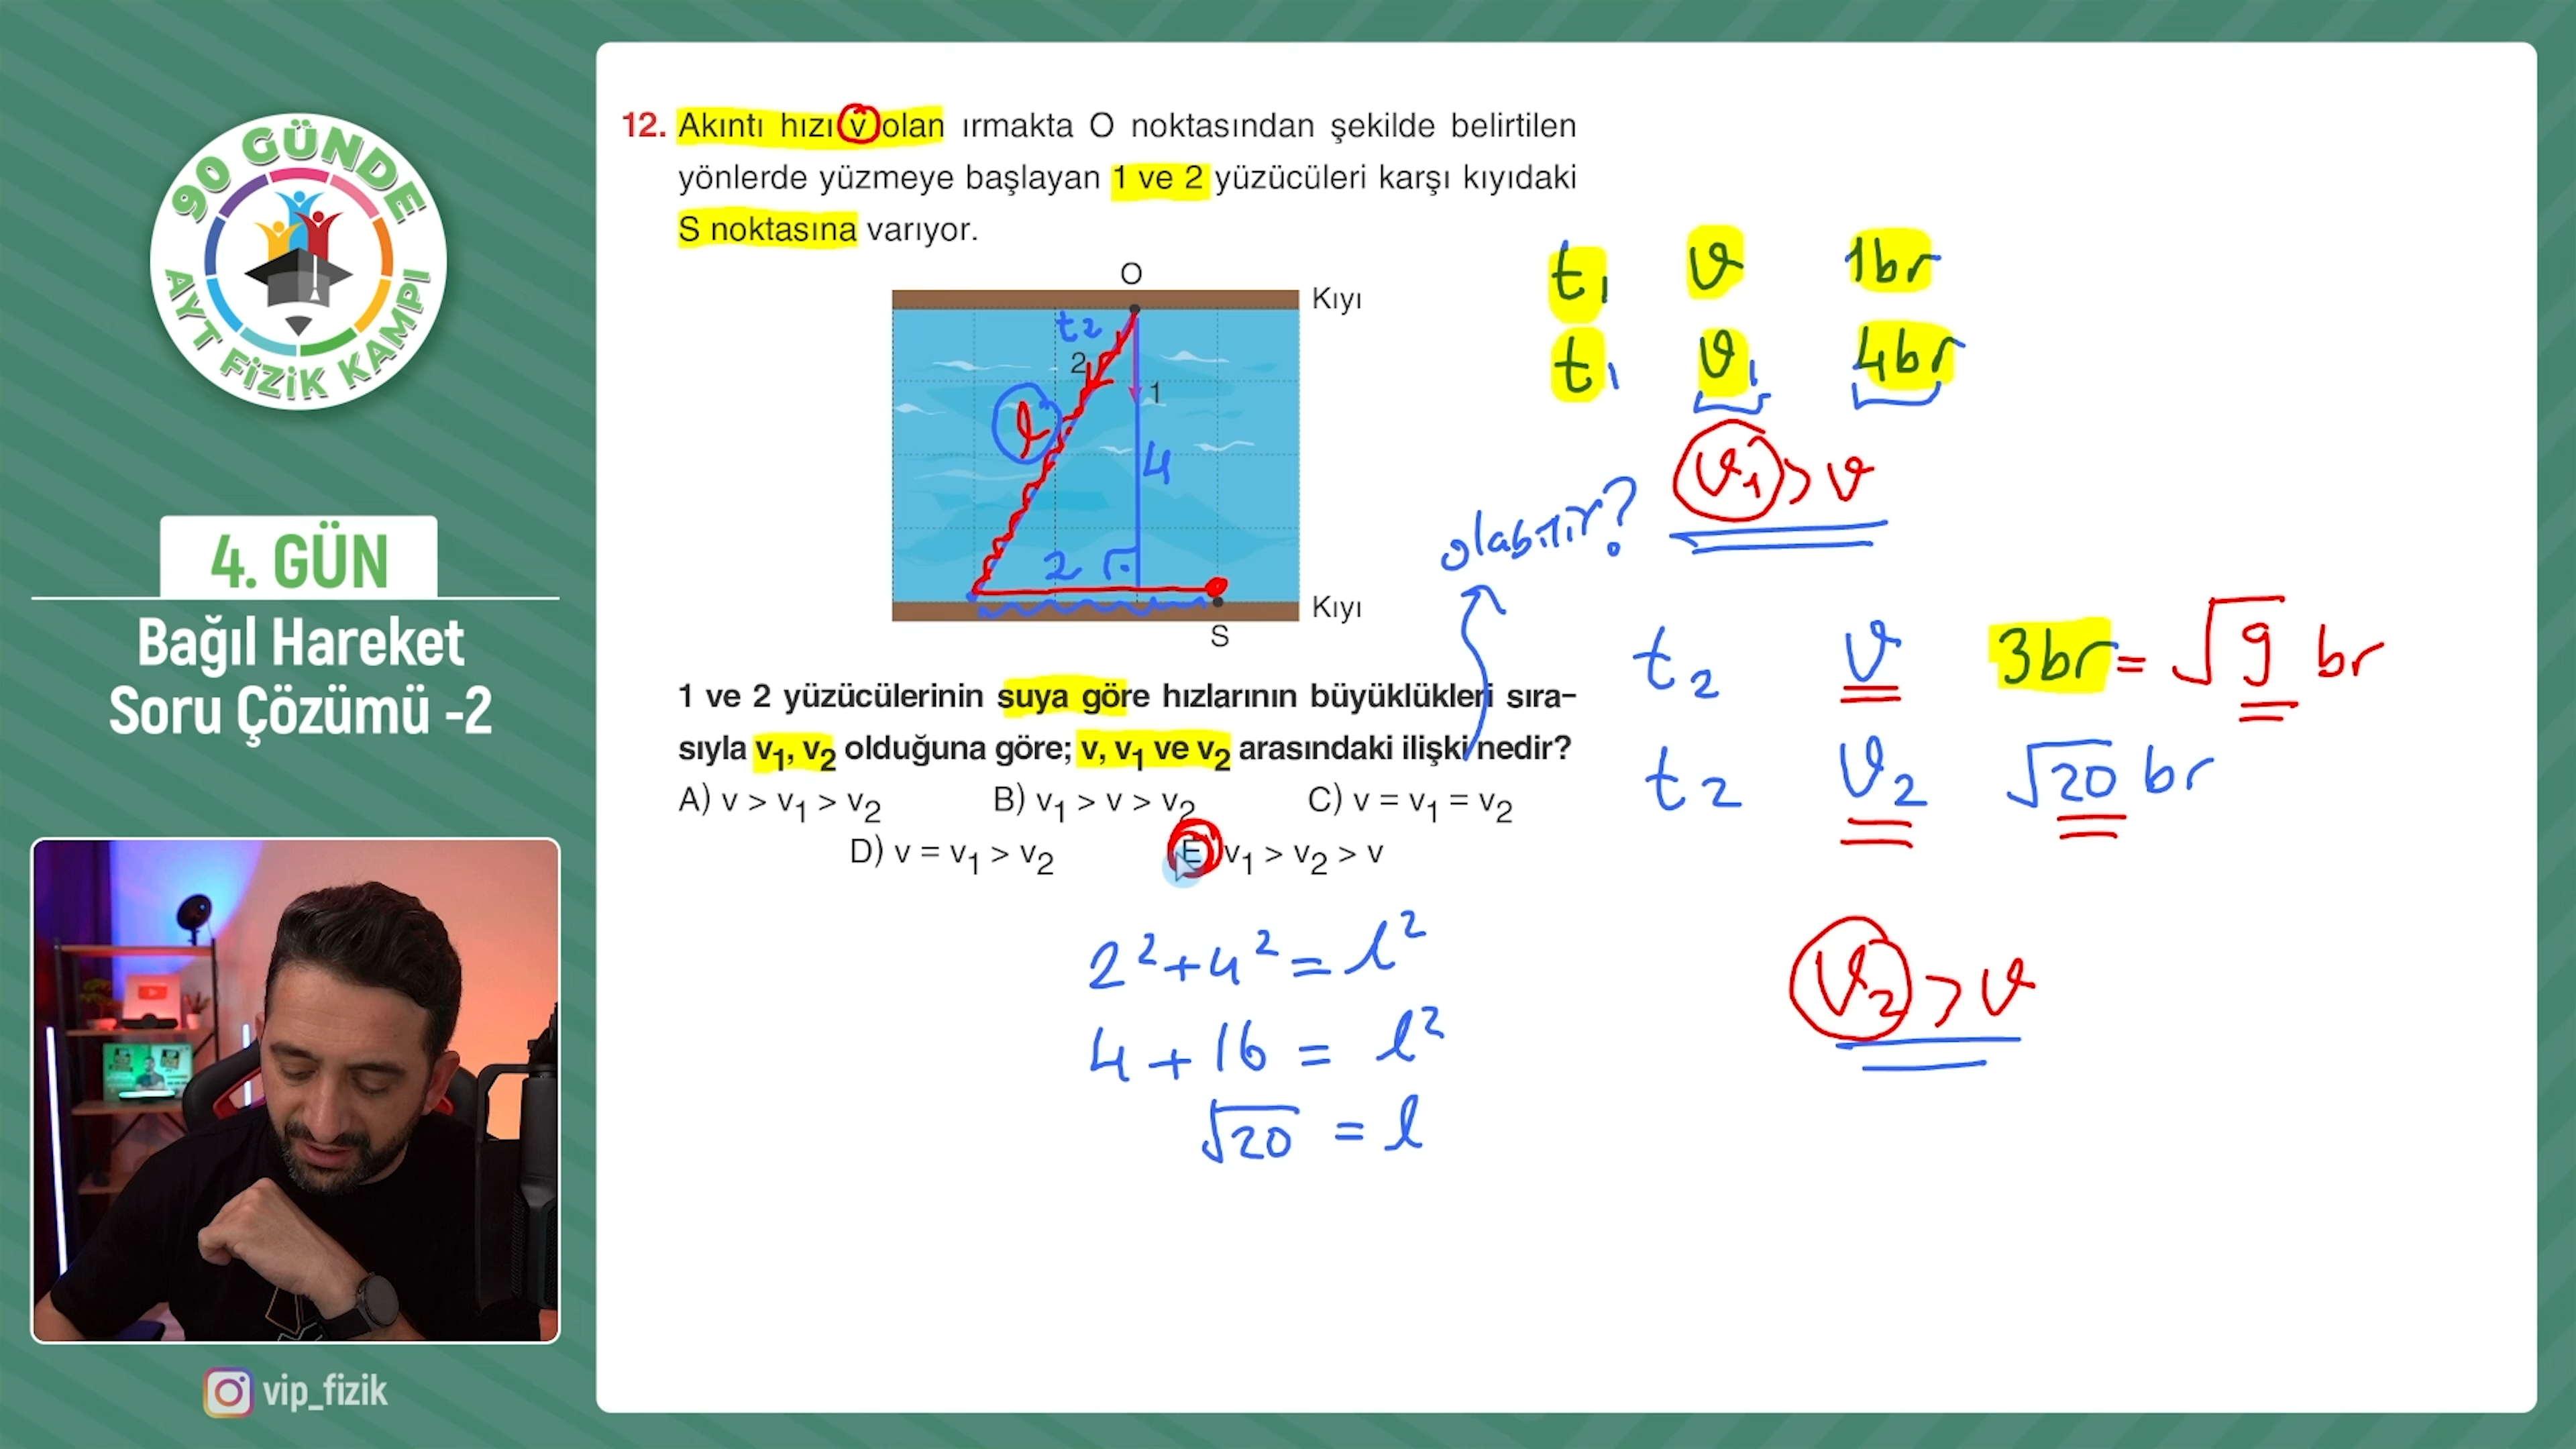 90 GÜNDE
AYT FİZİK KAMPI
4. GÜN
Bağıl Hareket
Soru Çözümü -2
vip_fizik
12. Akıntı hızı v olan ırmakta O noktasından şekilde belirtilen
yönlerde yüzmeye başlayan 1 ve 2 yüzücüleri karşı kıyıdaki
S noktasına varıyor.
O
Kıyı
t2
2
1
l
4
2
Kıyı
S
1 ve 2 yüzücülerinin suya göre hızlarının büyüklükleri sıra-
sıyla v1, v2 olduğuna göre; v, v1 ve v2 arasındaki ilişki nedir?
A) v > v1 > v2 B) v1 > v > v2 C) v = v1 = v2
D) v = v1 > v2 E) v1 > v2 > v
2² + 4² = l²
4 + 16 = l²
√20 = l
t1 v 1br
t1 v1 4br
v1 > v
olabilir?
t2 v 3br = √9 br
t2 v2 √20 br
v2 > v